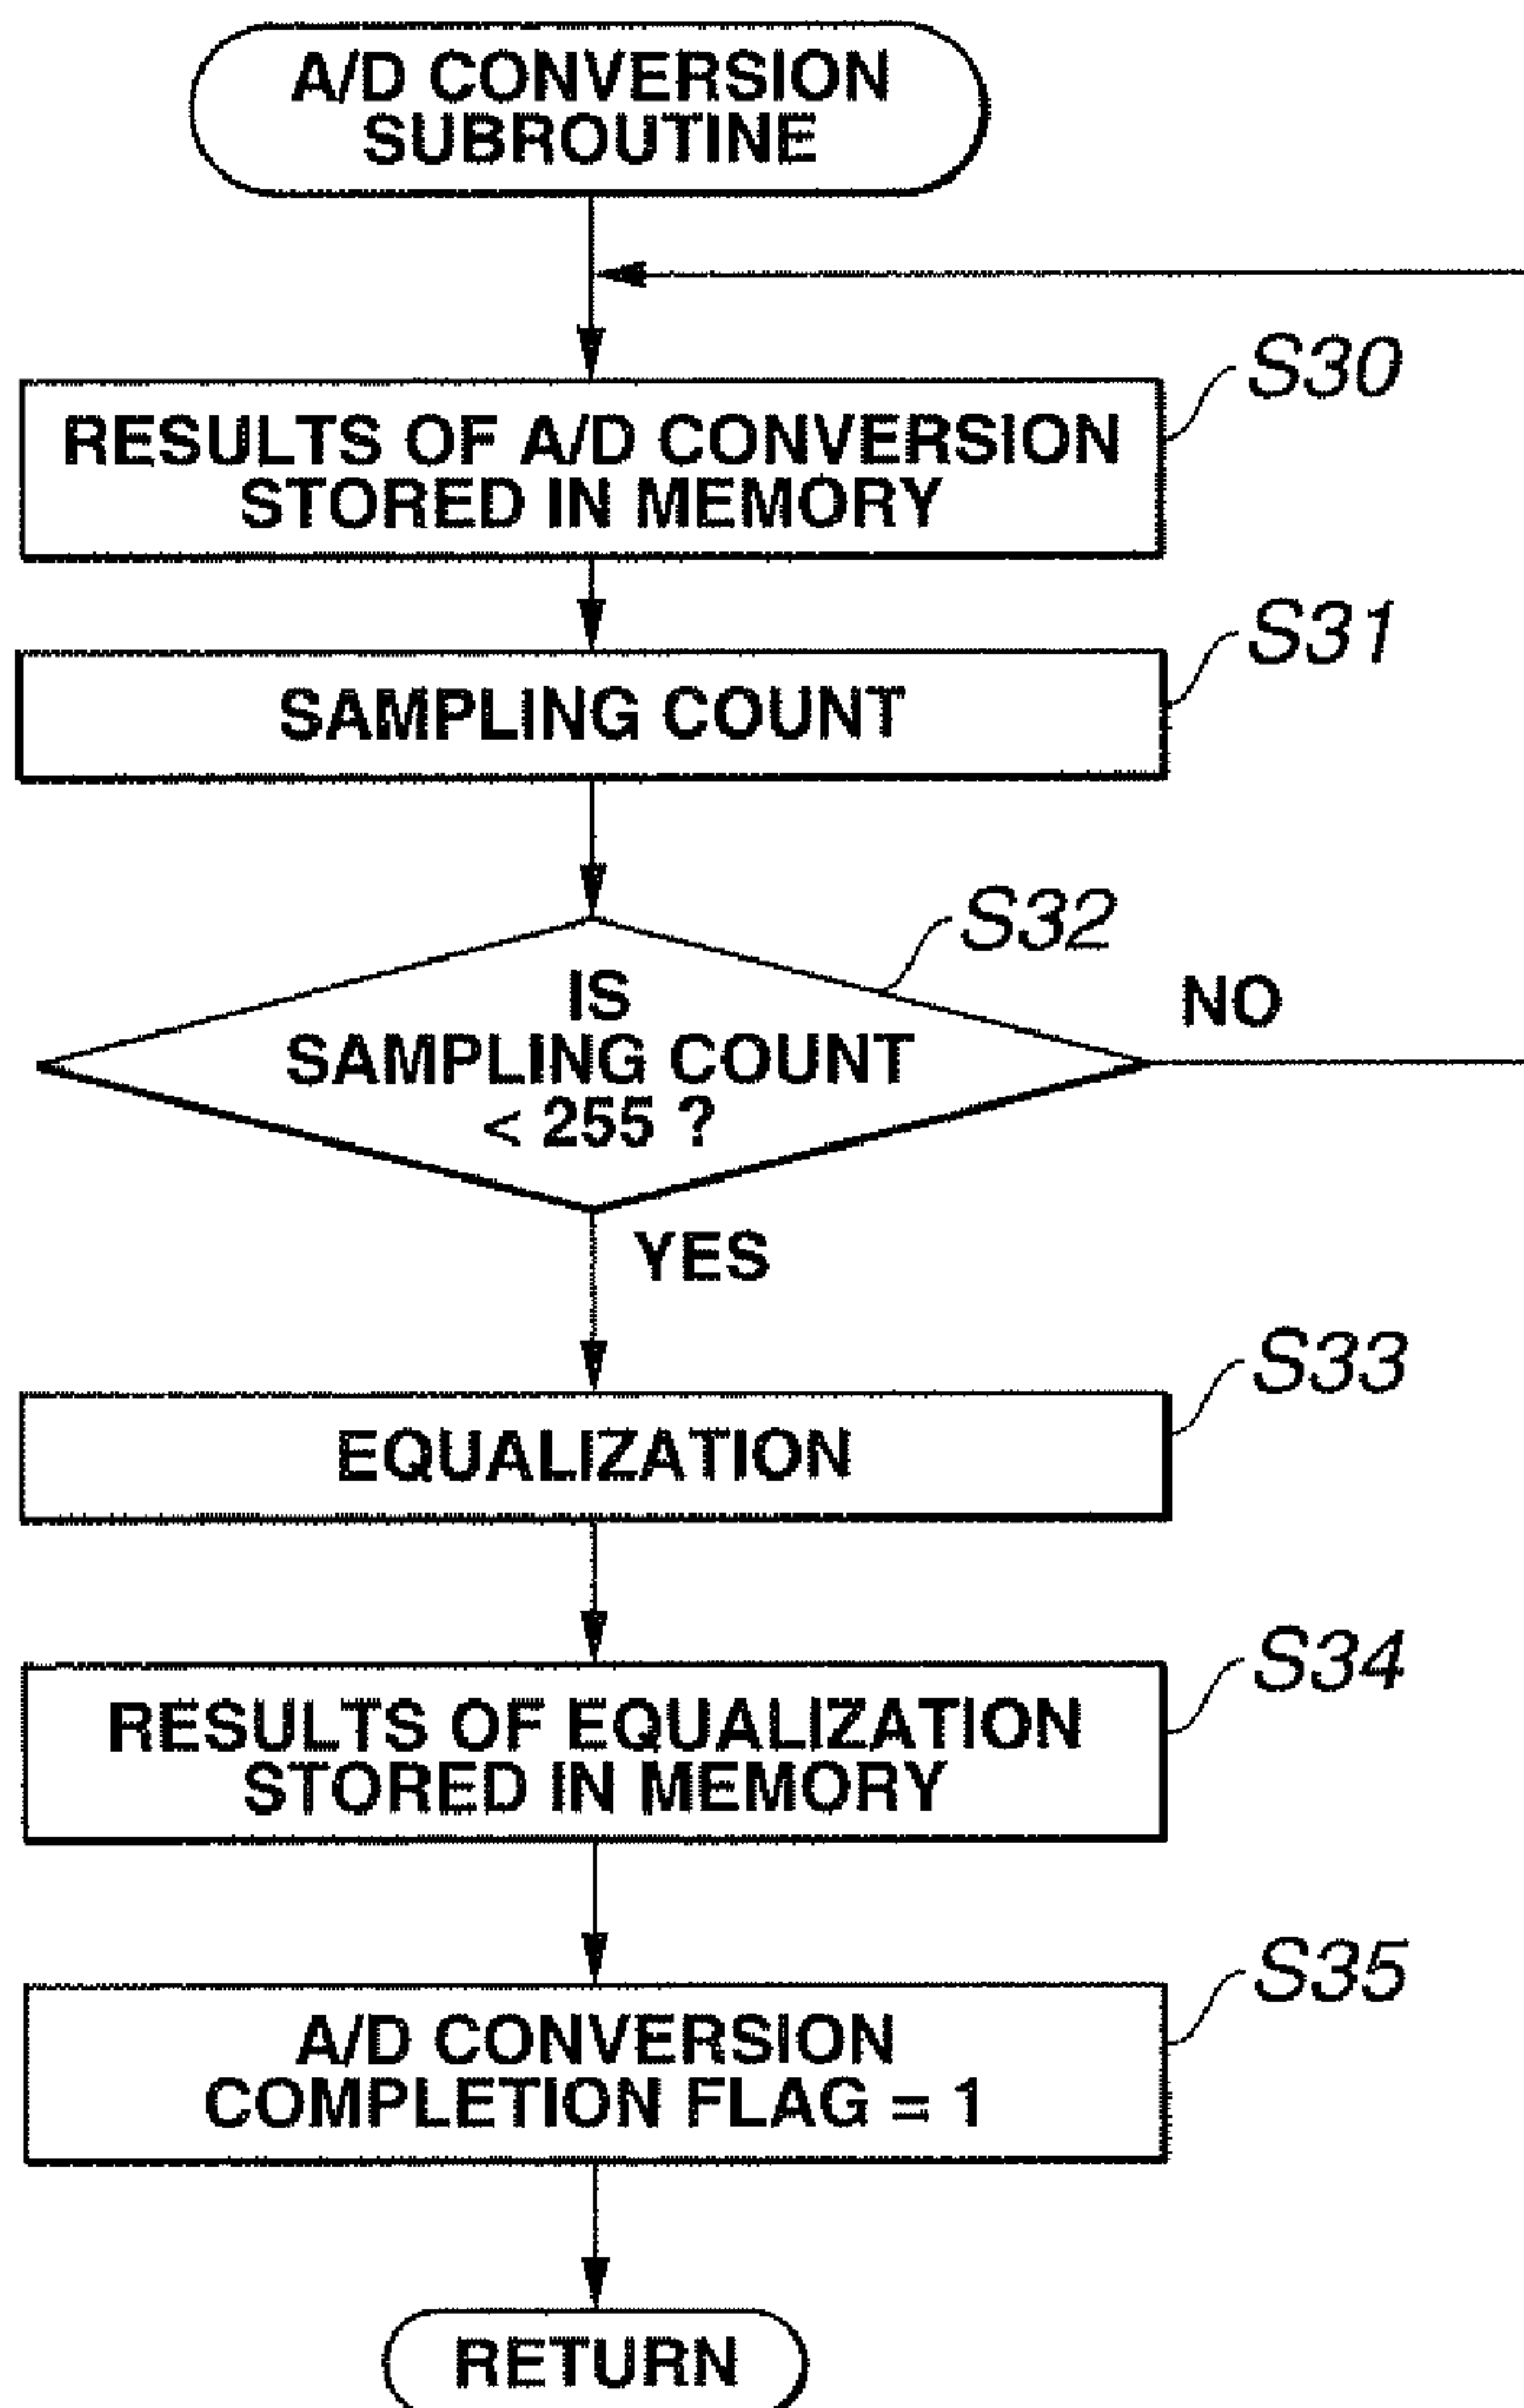 A/D CONVERSION
SUBROUTINE
S30
RESULTS OF A/D CONVERSION
STORED IN MEMORY
S31
SAMPLING COUNT
S32
IS
SAMPLING COUNT
< 255 ?
NO
YES
S33
EQUALIZATION
S34
RESULTS OF EQUALIZATION
STORED IN MEMORY
S35
A/D CONVERSION
COMPLETION FLAG = 1
RETURN